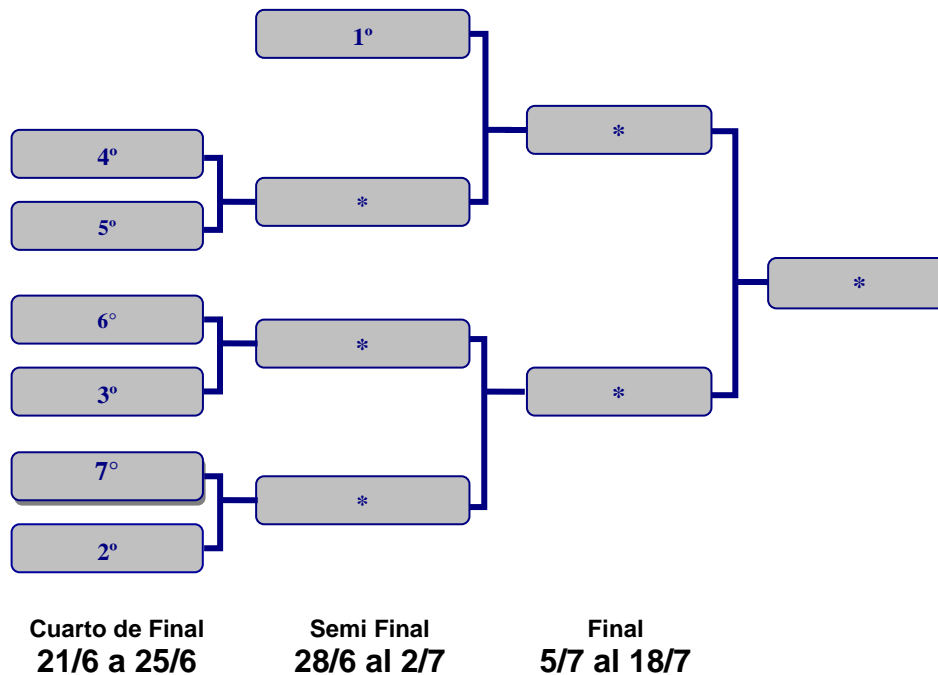 1º
4º
*
*
5º
*
6°
*
*
3º
7°
*
2º
Cuarto de Final
21/6 a 25/6
Semi Final
28/6 al 2/7
Final
5/7 al 18/7